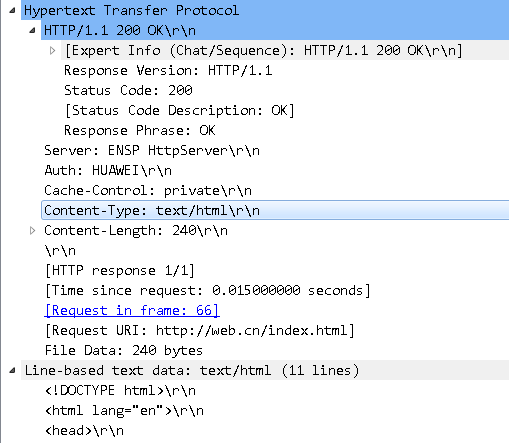 Hypertext Transfer Protocol
HTTP/1.1 200 OK\r\n
[Expert Info (Chat/Sequence): HTTP/1.1 200 OK\r\n]
Response Version: HTTP/1.1
Status Code: 200
[Status Code Description: OK]
Response Phrase: OK
Server: ENSP HttpServer\r\n
Auth: HUAWEI\r\n
Cache-Control: private\r\n
Content-Type: text/html\r\n
Content-Length: 240\r\n
\r\n
[HTTP response 1/1]
[Time since request: 0.015000000 seconds]
[Request in frame: 66]
[Request URI: http://web.cn/index.html]
File Data: 240 bytes
Line-based text data: text/html (11 lines)
<!DOCTYPE html>\r\n
<html lang="en">\r\n
<head>\r\n